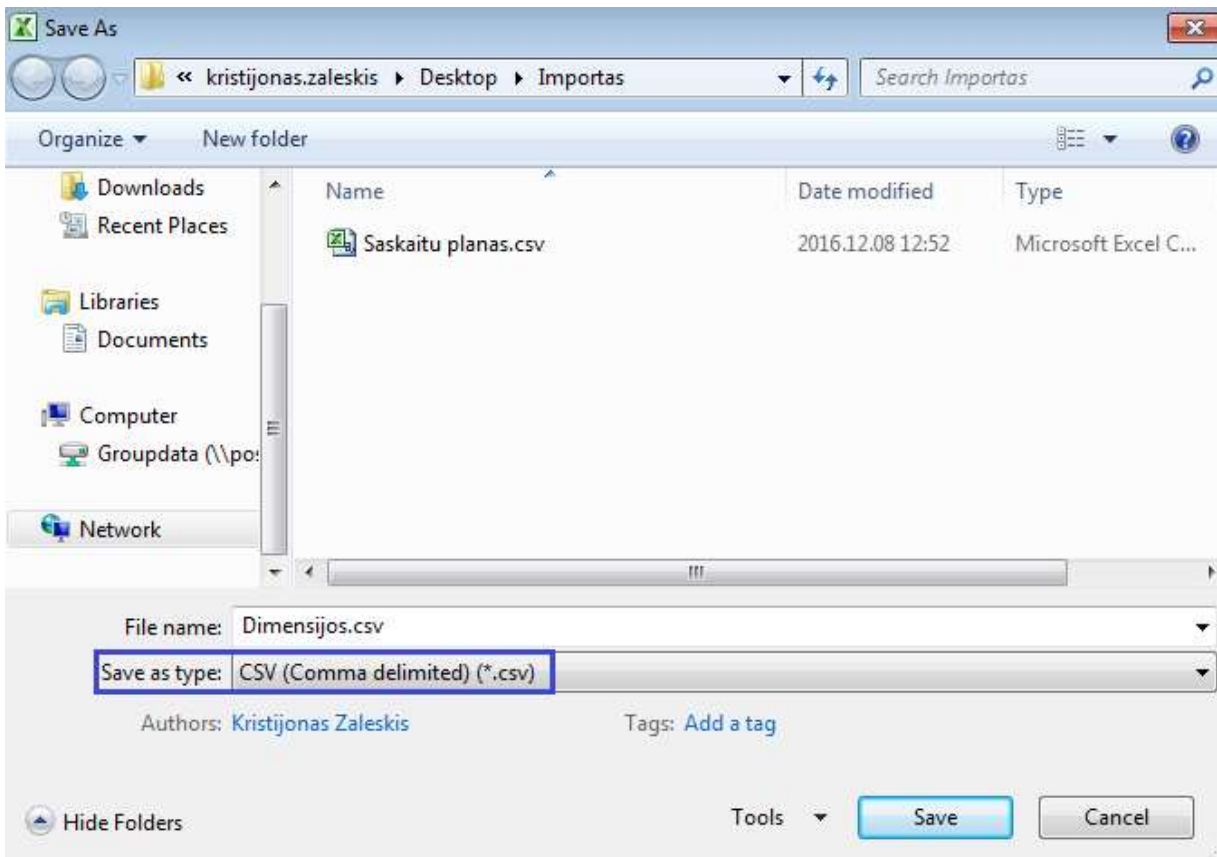 Save As
« kristijonas.zaleskis Desktop Importas Search Importas
Organize New folder
Downloads Name Date modified Type
Recent Places Saskaitu planas.csv 2016.12.08 12:52 Microsoft Excel C...
Libraries
Documents
Computer
Groupdata (\\po
Network
File name: Dimensijos.csv
Save as type: CSV (Comma delimited) (*.csv)
Authors: Kristijonas Zaleskis Tags: Add a tag
Hide Folders Tools Save Cancel